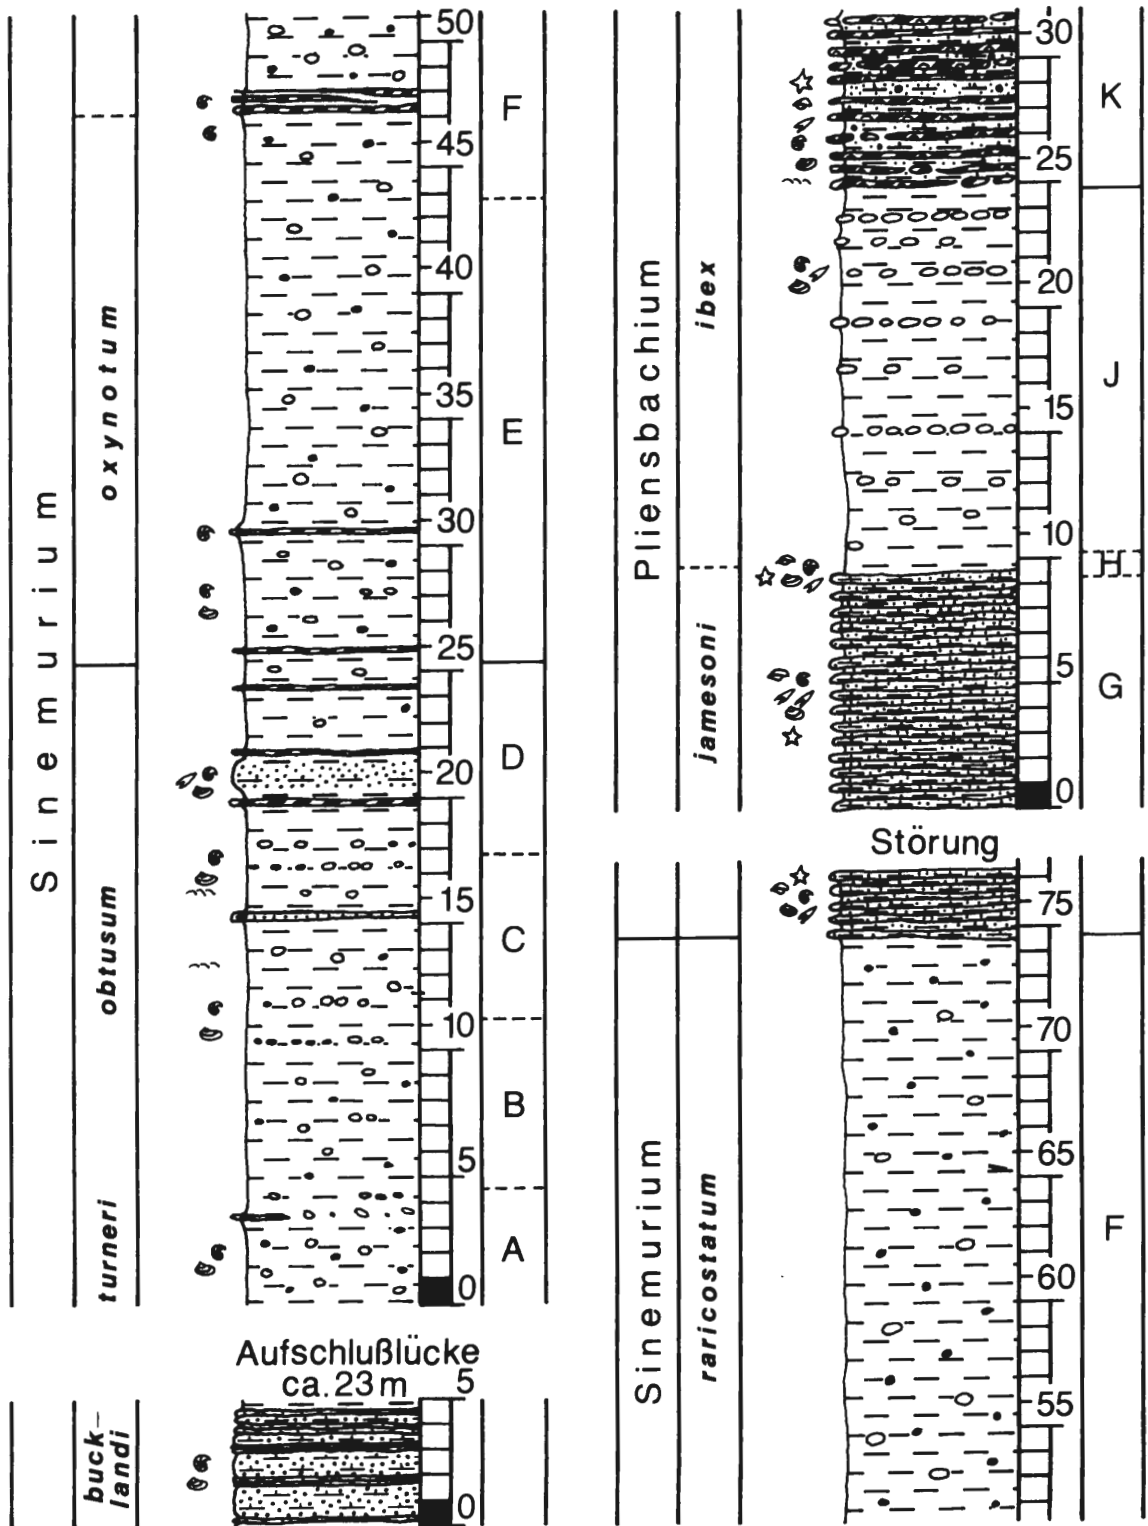 Sinemurium
oxynotum
obtusum
turneri
50
45
40
35
30
25
20
15
10
5
0
F
E
D
C
B
A
Aufschlußlücke
ca. 23 m
buck–
landi
5
0
Pliensbachium
ibex
jamesoni
30
25
20
15
10
5
0
K
J
H
G
Störung
Sinemurium
raricostatum
75
70
65
60
55
F